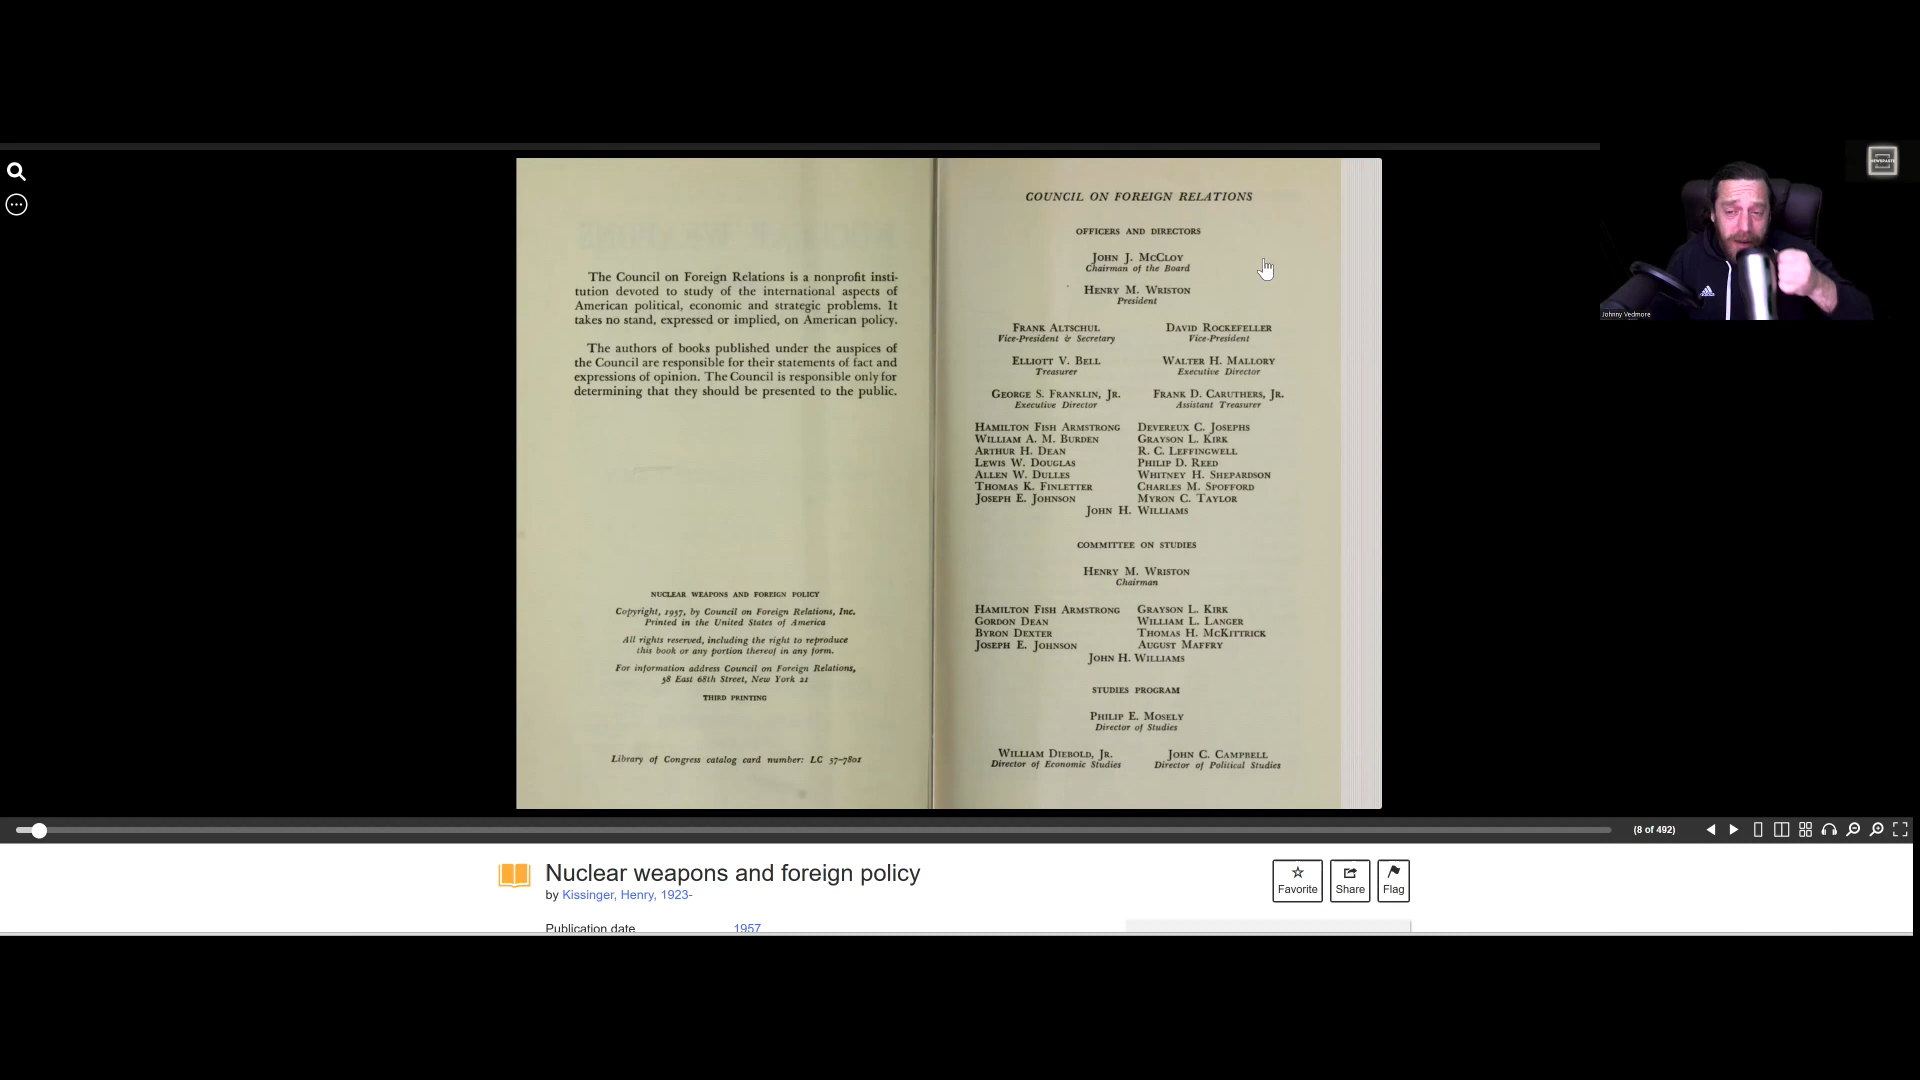 The Council on Foreign Relations is a nonprofit insti-
tution devoted to study of the international aspects of
American political, economic and strategic problems. It
takes no stand, expressed or implied, on American policy.
The authors of books published under the auspices of
the Council are responsible for their statements of fact and
expressions of opinion. The Council is responsible only for
determining that they should be presented to the public.
NUCLEAR WEAPONS AND FOREIGN POLICY
Copyright, 1957, by Council on Foreign Relations, Inc.
Printed in the United States of America
All rights reserved, including the right to reproduce
this book or any portion thereof in any form.
For information address Council on Foreign Relations,
58 East 68th Street, New York 21
THIRD PRINTING
Library of Congress catalog card number: LC 57-7801
COUNCIL ON FOREIGN RELATIONS
OFFICERS AND DIRECTORS
John J. McCloy
Chairman of the Board
Henry M. Wriston
President
Frank Altschul
Vice-President & Secretary
David Rockefeller
Vice-President
Elliott V. Bell
Treasurer
Walter H. Mallory
Executive Director
George S. Franklin, Jr.
Executive Director
Frank D. Caruthers, Jr.
Assistant Treasurer
Hamilton Fish Armstrong
William A. M. Burden
Arthur H. Dean
Lewis W. Douglas
Allen W. Dulles
Thomas K. Finletter
Joseph E. Johnson
Devereux C. Josephs
Grayson L. Kirk
R. C. Leffingwell
Philip D. Reed
Whitney H. Shepardson
Charles M. Spofford
Myron C. Taylor
John H. Williams
COMMITTEE ON STUDIES
Henry M. Wriston
Chairman
Hamilton Fish Armstrong
Gordon Dean
Byron Dexter
Joseph E. Johnson
Grayson L. Kirk
William L. Langer
Thomas H. McKittrick
August Maffry
John H. Williams
STUDIES PROGRAM
Philip E. Mosely
Director of Studies
William Diebold, Jr.
Director of Economic Studies
John C. Campbell
Director of Political Studies
Johnny Vedmore
(8 of 492)
Nuclear weapons and foreign policy
by Kissinger, Henry, 1923-
Favorite
Share
Flag
Publication date
1957